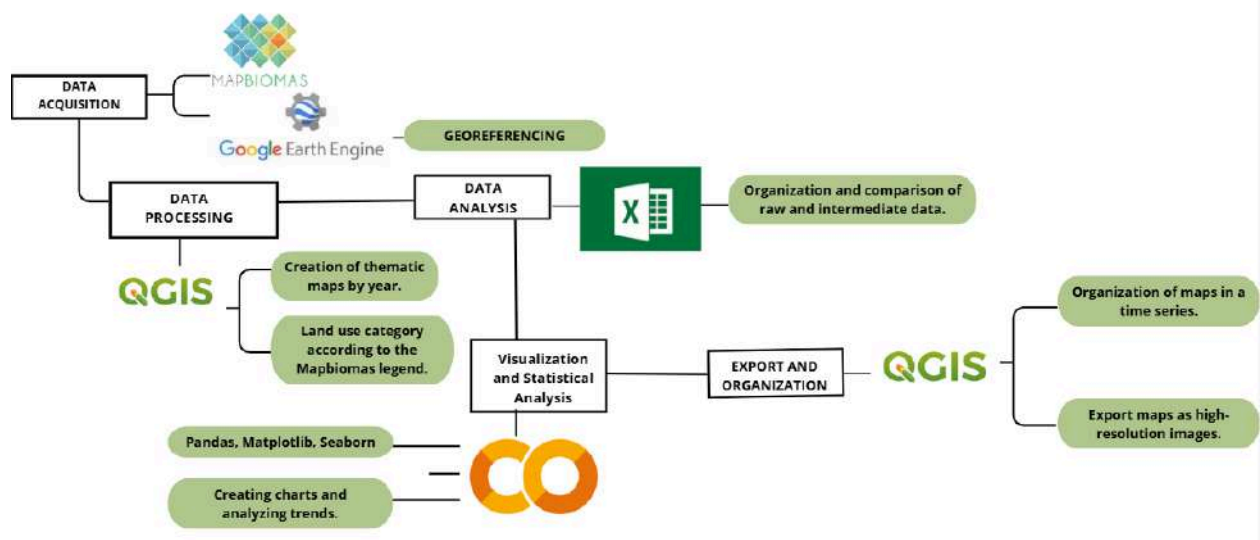 MAPBIOMAS
DATA
ACQUISITION
Google Earth Engine
GEOREFERENCING
DATA
PROCESSING
DATA
ANALYSIS
X
Organization and comparison of
raw and intermediate data.
QGIS
Creation of thematic
maps by year.
Land use category
according to the
Mapbiomas legend.
Visualization
and Statistical
Analysis
EXPORT AND
ORGANIZATION
QGIS
Organization of maps in a
time series.
Export maps as high-
resolution images.
Pandas, Matplotlib, Seaborn
Creating charts and
analyzing trends.